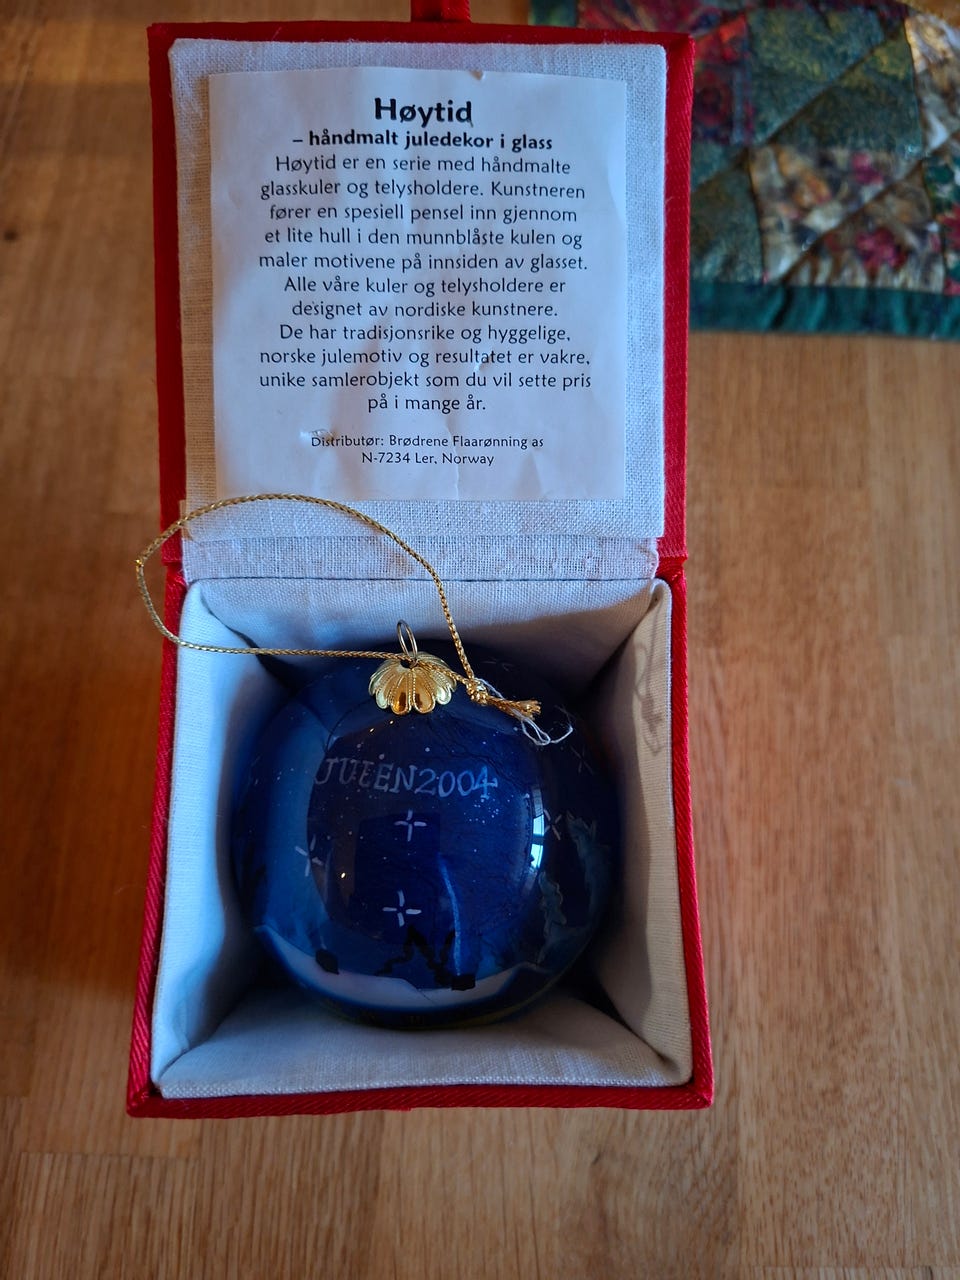 Høytid
– håndmalt juledekor i glass
Høytid er en serie med håndmalte
glasskuler og telysholdere. Kunstneren
fører en spesiell pensel inn gjennom
et lite hull i den munnblåste kulen og
maler motivene på innsiden av glasset.
Alle våre kuler og telysholdere er
designet av nordiske kunstnere.
De har tradisjonsrike og hyggelige,
norske julemotiv og resultatet er vakre,
unike samlerobjekt som du vil sette pris
på i mange år.
Distributør: Brødrene Flaarønning as
N-7234 Ler, Norway
JULEN2004